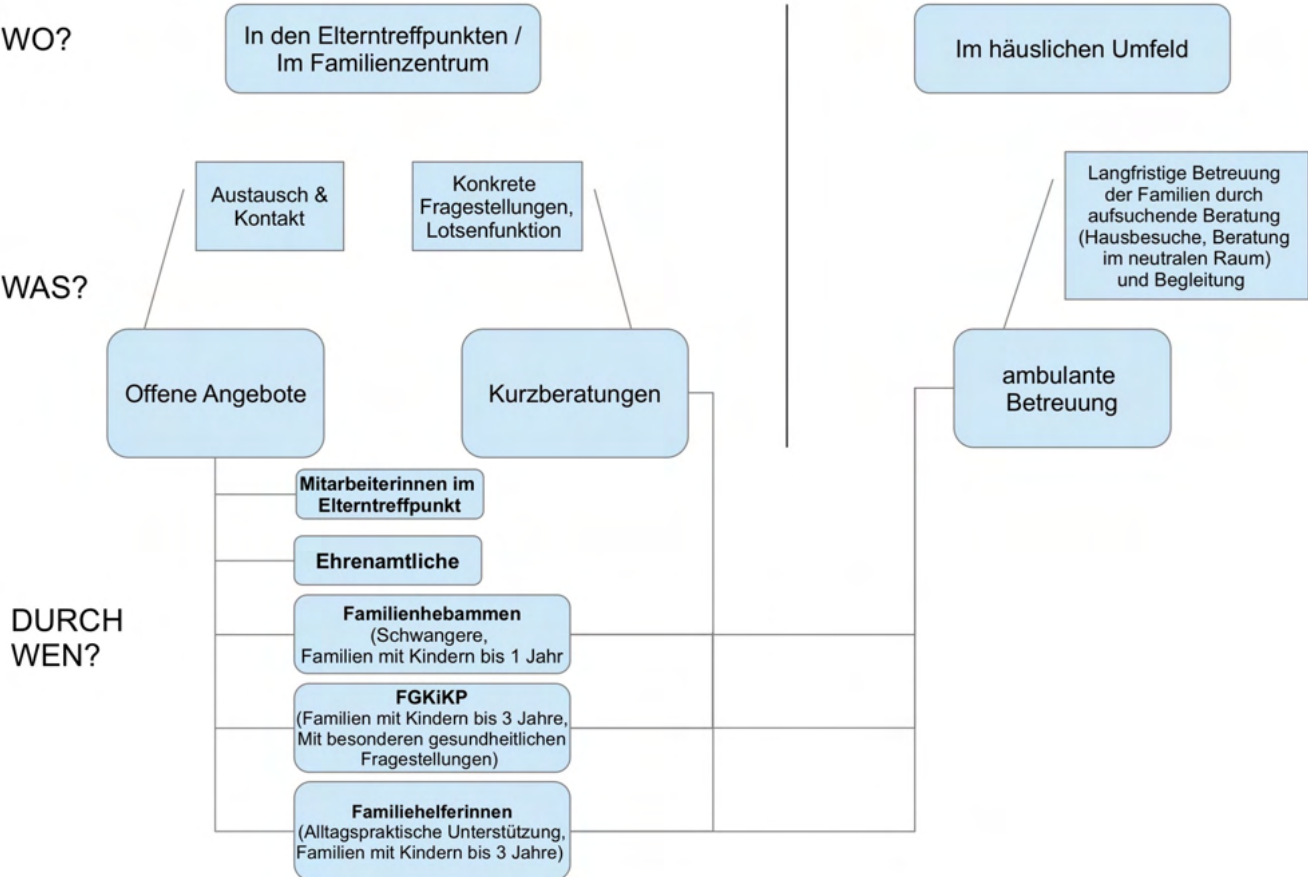 WO?
In den Elterntreffpunkten /
Im Familienzentrum
Im häuslichen Umfeld
Austausch &
Kontakt
Konkrete
Fragestellungen,
Lotsenfunktion
Langfristige Betreuung
der Familien durch
aufsuchende Beratung
(Hausbesuche, Beratung
im neutralen Raum)
und Begleitung
WAS?
Offene Angebote
Kurzberatungen
ambulante
Betreuung
Mitarbeiterinnen im
Elterntreffpunkt
Ehrenamtliche
DURCH
WEN?
Familienhebammen
(Schwangere,
Familien mit Kindern bis 1 Jahr
FGKiKP
(Familien mit Kindern bis 3 Jahre,
Mit besonderen gesundheitlichen
Fragestellungen)
Familiehelferinnen
(Alltagspraktische Unterstützung,
Familien mit Kindern bis 3 Jahre)